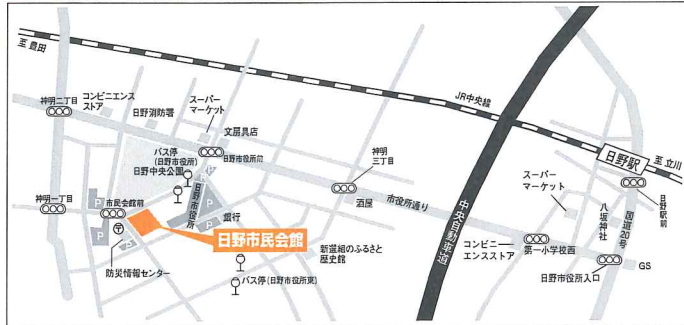 至 豊田
JR中央線
至 立川
日野駅
神明二丁目
コンビニエンス
ストア
日野消防署
スーパー
マーケット
文房具店
バス停
(日野市役所)
日野市役所前
日野中央公園
神明
三丁目
酒屋
市役所通り
中央自動車道
スーパー
マーケット
八坂神社
国道20号
日野駅前
神明一丁目
市民会館前
P
P
P
P
日野市役所
銀行
日野市民会館
新選組のふるさと
歴史館
コンビニ
エンスストア
第一小学校西
GS
日野市役所入口
防災情報センター
バス停(日野市役所東)